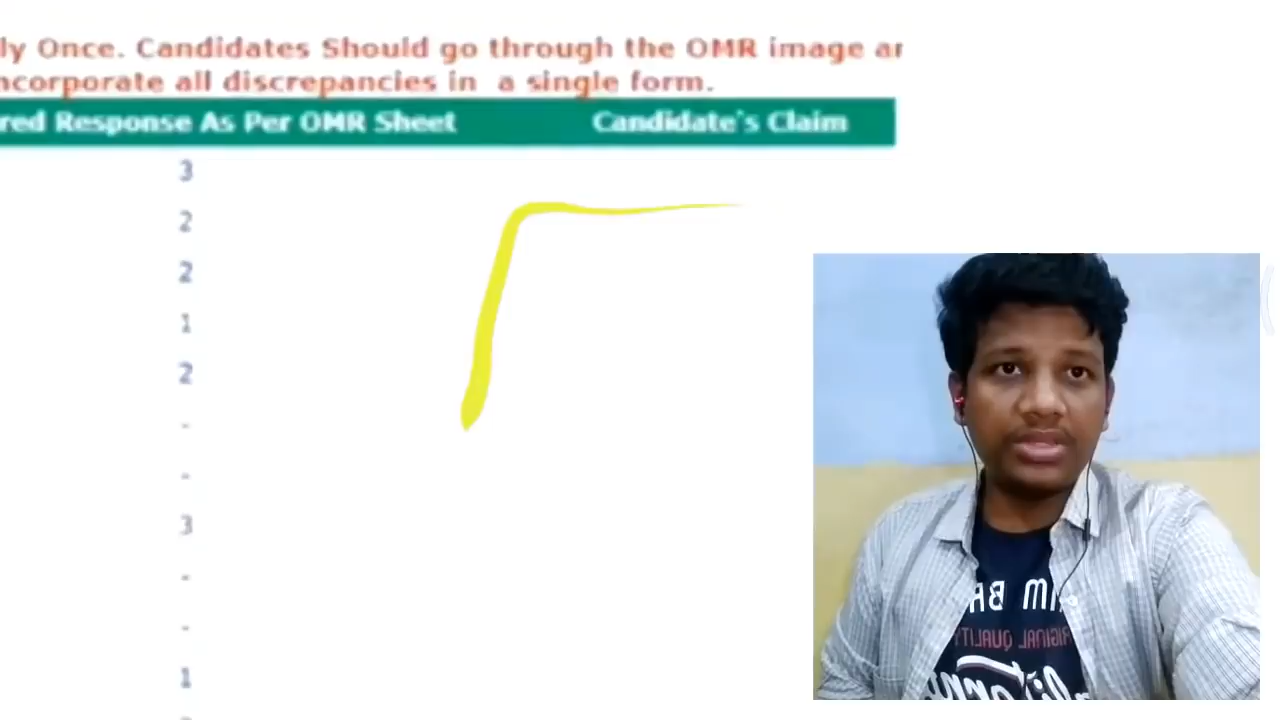 ly Once. Candidates Should go through the OMR image ar
ncorporate all discrepancies in a single form.
red Response As Per OMR Sheet Candidate's Claim
3
2
2
1
2
-
-
3
-
-
1
QUALITY